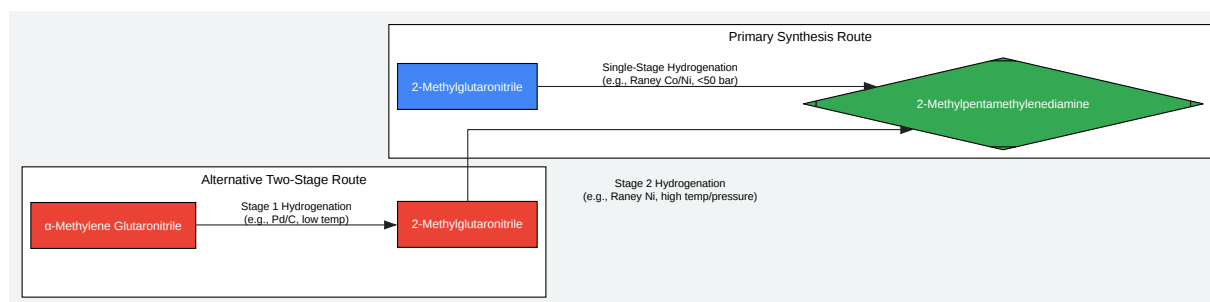 Primary Synthesis Route
2-Methylglutaronitrile
Single-Stage Hydrogenation
(e.g., Raney Co/Ni, <50 bar)
2-Methylpentamethylenediamine
Alternative Two-Stage Route
α-Methylene Glutaronitrile
Stage 1 Hydrogenation
(e.g., Pd/C, low temp)
2-Methylglutaronitrile
Stage 2 Hydrogenation
(e.g., Raney Ni, high temp/pressure)